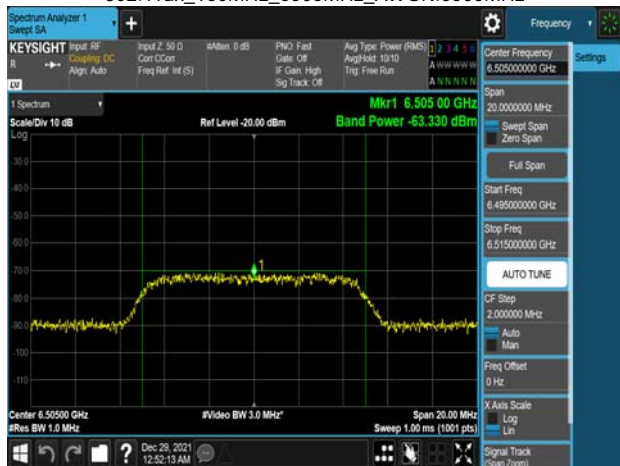 Spectrum Analyzer 1
Swept SA
+
Frequency
KEYSIGHT
R
LXI
Input: RF
Coupling: DC
Align: Auto
Input Z: 50 Ω
Corr CCorr
Freq Ref: Int (S)
#Atten: 0 dB
PNO: Fast
Gate: Off
IF Gain: High
Sig Track: Off
Avg Type: Power (RMS)
Avg|Hold: 10/10
Trig: Free Run
1 2 3 4 5 6
A W W W W W
A N N N N N
1 Spectrum
Scale/Div 10 dB
Log
Ref Level -20.00 dBm
Mkr1 6.505 00 GHz
Band Power -63.330 dBm
-30.0
-40.0
-50.0
-60.0
-70.0
-80.0
-90.0
-100
-110
1
Center 6.50500 GHz
#Res BW 1.0 MHz
#Video BW 3.0 MHz*
Span 20.00 MHz
Sweep 1.00 ms (1001 pts)
Center Frequency
6.505000000 GHz
Settings
Span
20.0000000 MHz
Swept Span
Zero Span
Full Span
Start Freq
6.495000000 GHz
Stop Freq
6.515000000 GHz
AUTO TUNE
CF Step
2.000000 MHz
Auto
Man
Freq Offset
0 Hz
X Axis Scale
Log
Lin
Signal Track
(Span Zoom)
?
Dec 29, 2021
12:52:13 AM